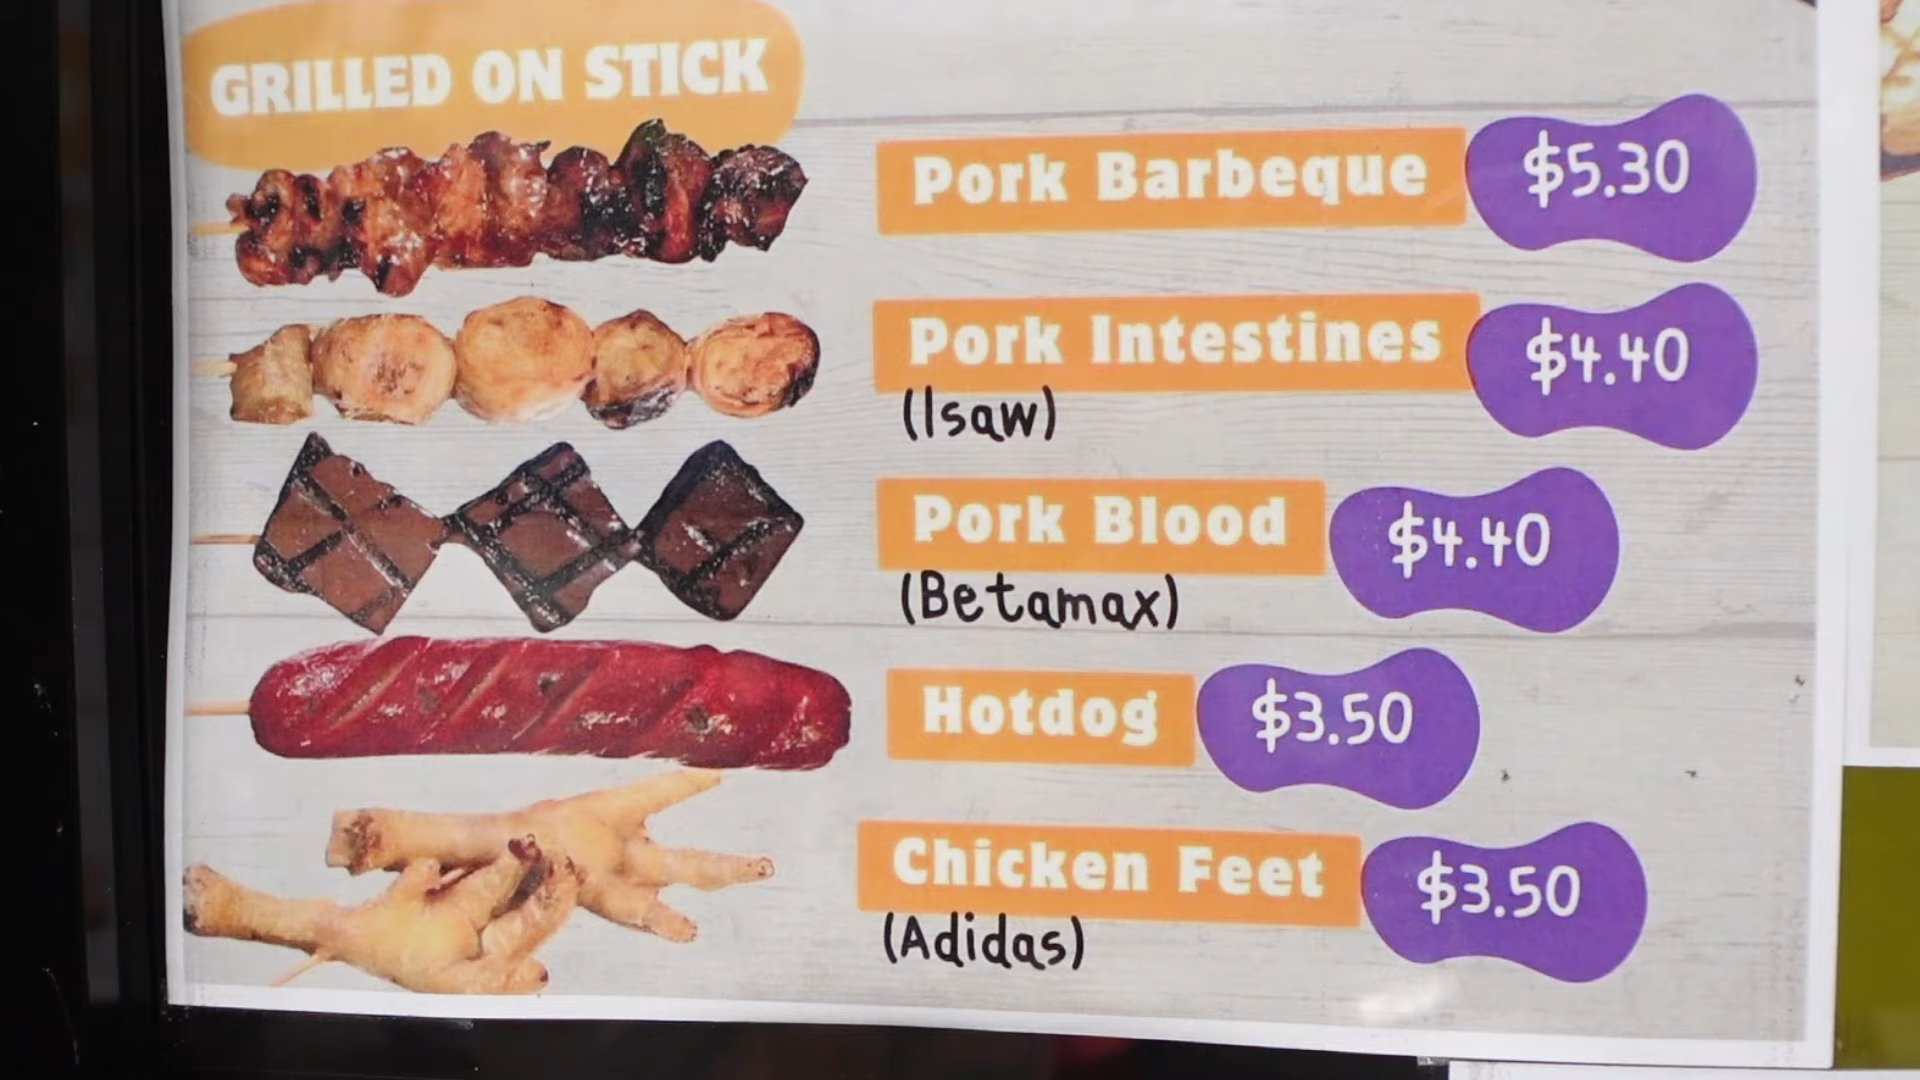 GRILLED ON STICK
Pork Barbeque $5.30
Pork Intestines $4.40
(Isaw)
Pork Blood $4.40
(Betamax)
Hotdog $3.50
Chicken Feet $3.50
(Adidas)